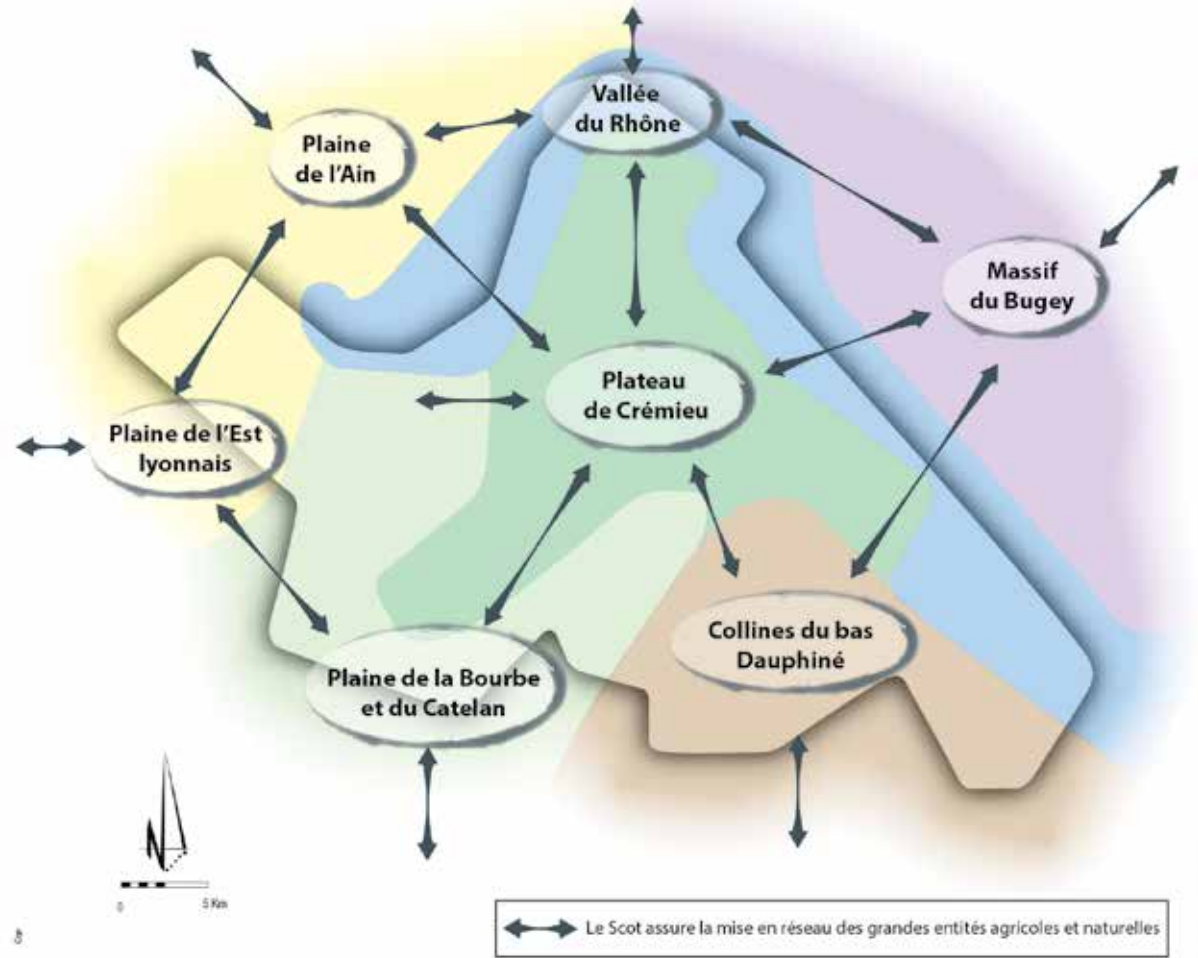 Vallée
du Rhône
Plaine
de l'Ain
Massif
du Bugey
Plateau
de Crémieu
Plaine de l'Est
lyonnais
Collines du bas
Dauphiné
Plaine de la Bourbe
et du Catelan
N
0 5 Km
Le Scot assure la mise en réseau des grandes entités agricoles et naturelles